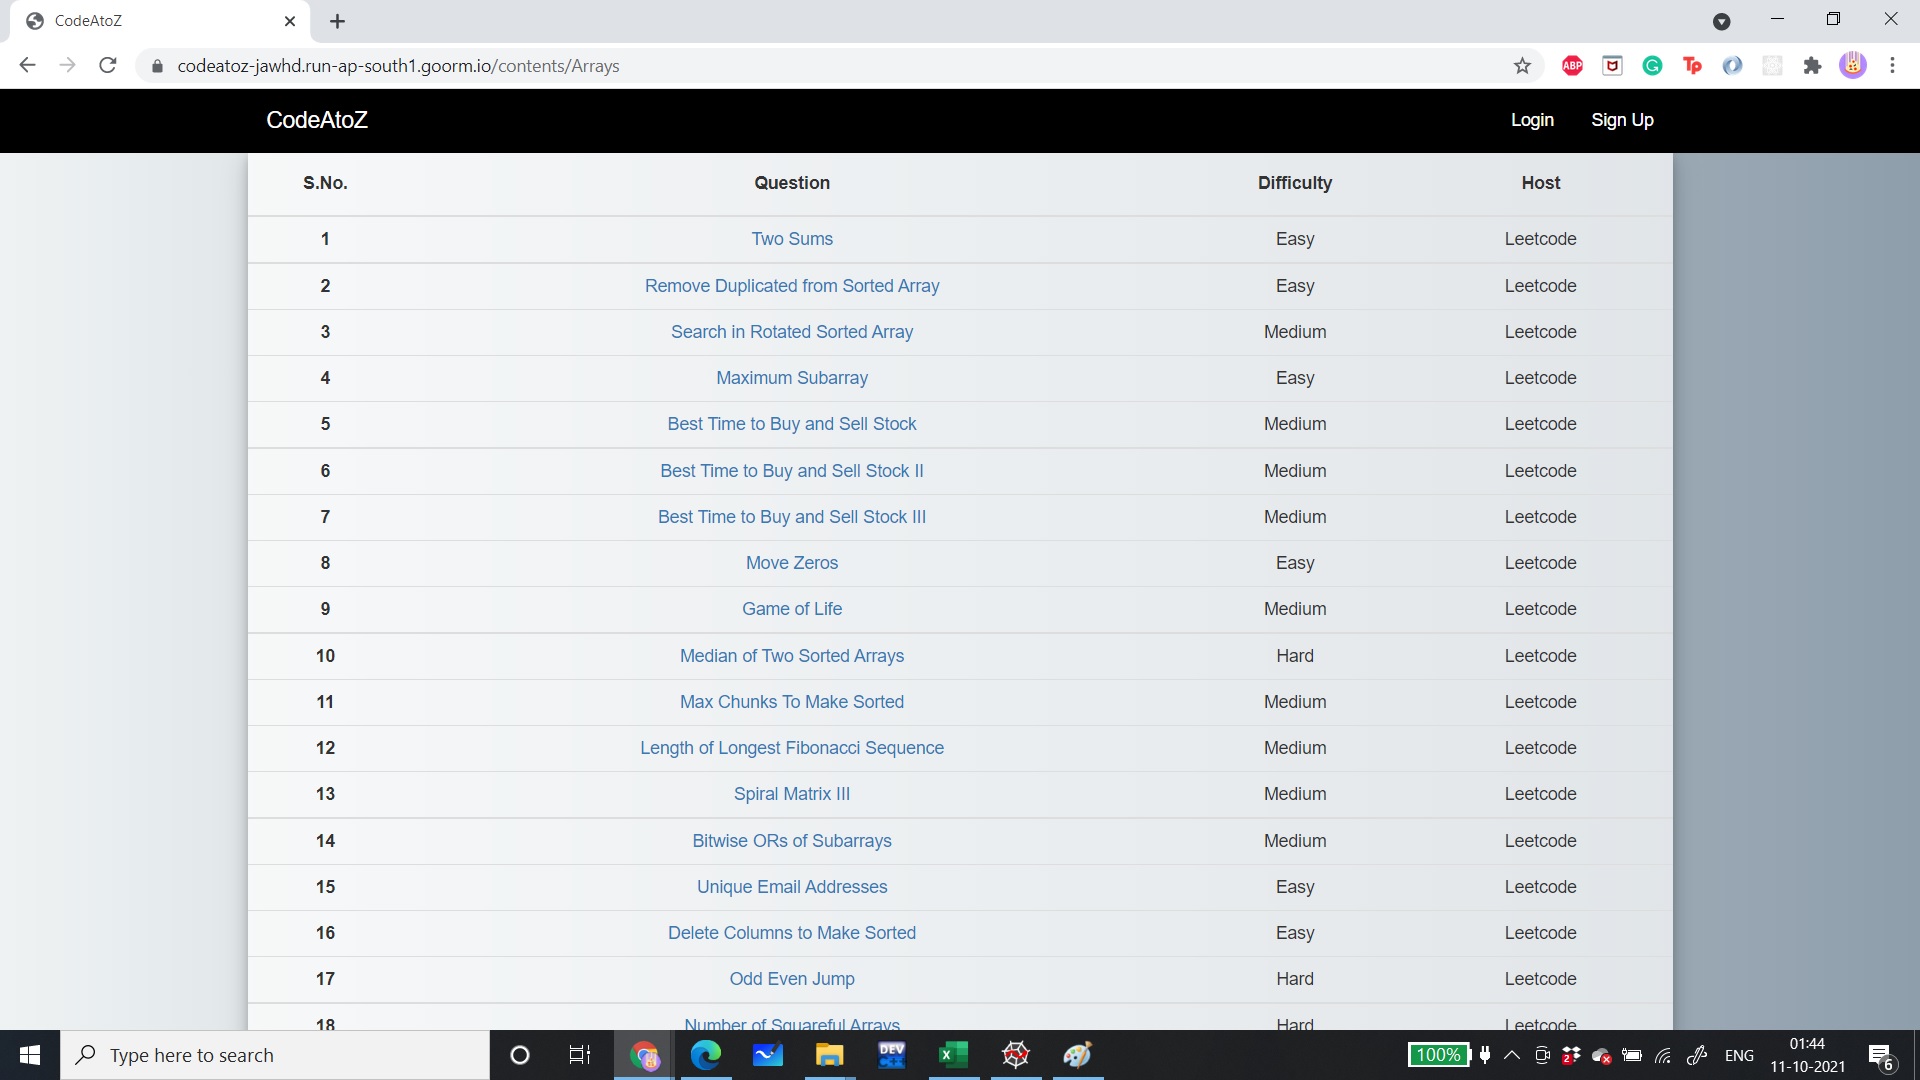 CodeAtoZ
codeatoz-jawhd.run-ap-south1.goorm.io/contents/Arrays
ABP
G
Tp
CodeAtoZ Login Sign Up
S.No. Question Difficulty Host
1 Two Sums Easy Leetcode
2 Remove Duplicated from Sorted Array Easy Leetcode
3 Search in Rotated Sorted Array Medium Leetcode
4 Maximum Subarray Easy Leetcode
5 Best Time to Buy and Sell Stock Medium Leetcode
6 Best Time to Buy and Sell Stock II Medium Leetcode
7 Best Time to Buy and Sell Stock III Medium Leetcode
8 Move Zeros Easy Leetcode
9 Game of Life Medium Leetcode
10 Median of Two Sorted Arrays Hard Leetcode
11 Max Chunks To Make Sorted Medium Leetcode
12 Length of Longest Fibonacci Sequence Medium Leetcode
13 Spiral Matrix III Medium Leetcode
14 Bitwise ORs of Subarrays Medium Leetcode
15 Unique Email Addresses Easy Leetcode
16 Delete Columns to Make Sorted Easy Leetcode
17 Odd Even Jump Hard Leetcode
18 Number of Squareful Arrays Hard Leetcode
Type here to search
DEV
C++
X
100%
2
ENG
01:44
11-10-2021
6